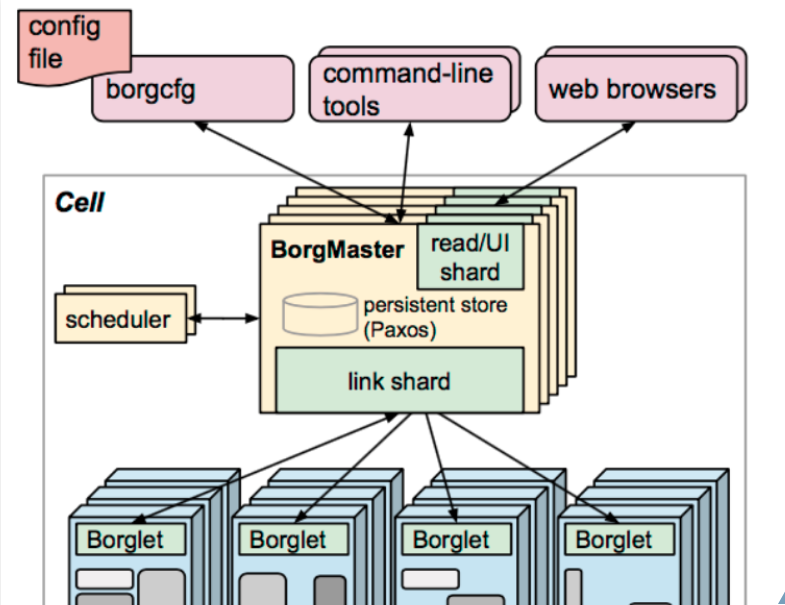 config
file
borgcfg
command-line
tools
web browsers
Cell
BorgMaster
read/UI
shard
scheduler
persistent store
(Paxos)
link shard
Borglet
Borglet
Borglet
Borglet